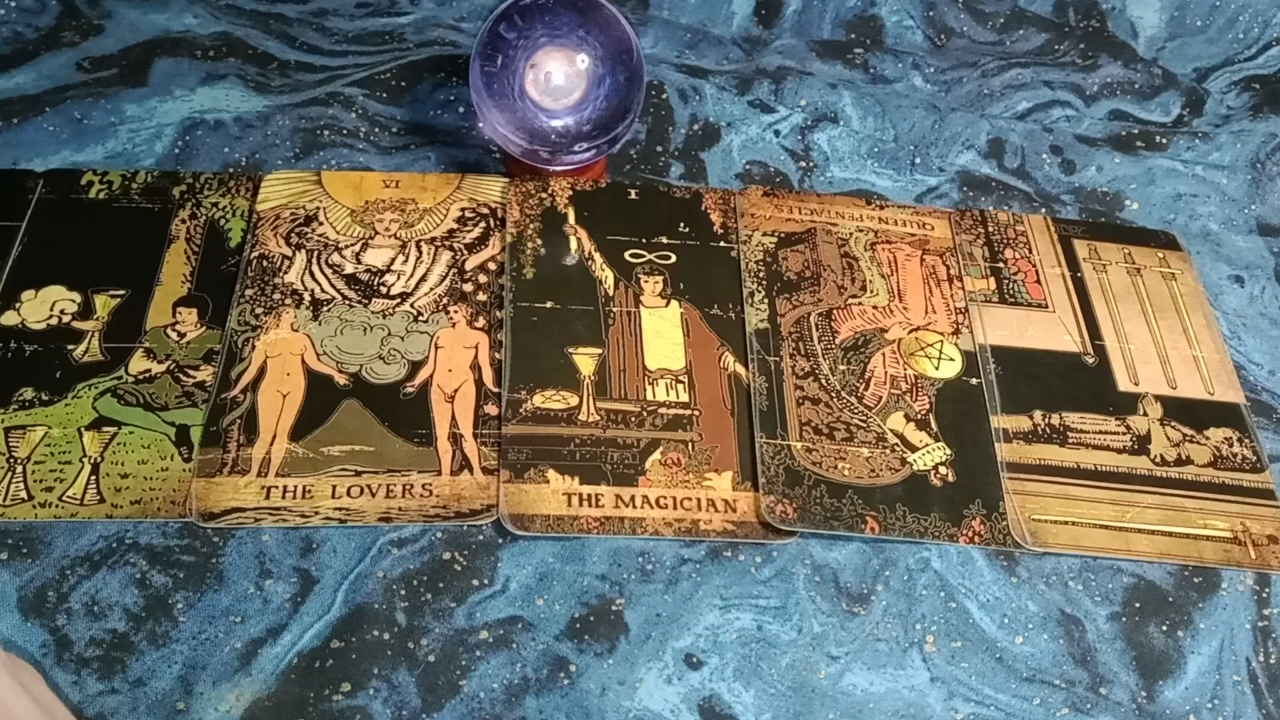 VI
THE LOVERS.
I
THE MAGICIAN
QUEEN of PENTACLES